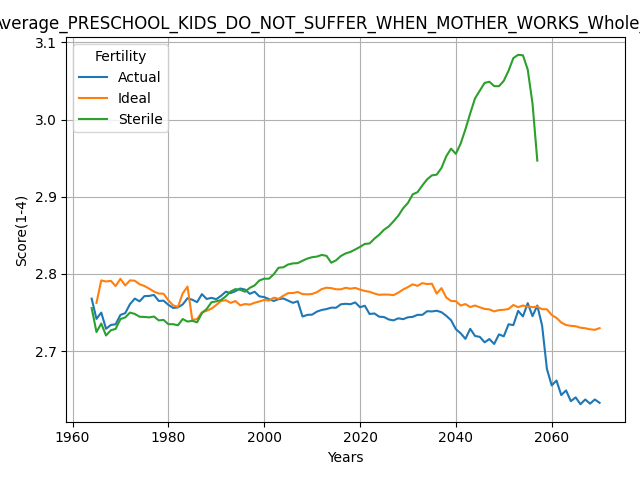 Average_PRESCHOOL_KIDS_DO_NOT_SUFFER_WHEN_MOTHER_WORKS_Whole_
Fertility
Actual
Ideal
Sterile
Score(1-4)
3.1
3.0
2.9
2.8
2.7
1960 1980 2000 2020 2040 2060
Years